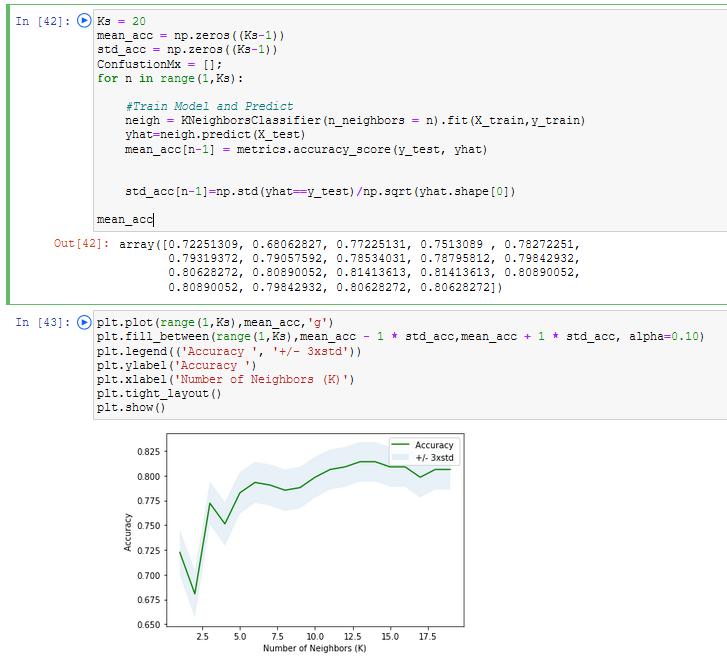 In [42]: Ks = 20
mean_acc = np.zeros((Ks-1))
std_acc = np.zeros((Ks-1))
ConfustionMx = [];
for n in range(1,Ks):
#Train Model and Predict
neigh = KNeighborsClassifier(n_neighbors = n).fit(X_train,y_train)
yhat=neigh.predict(X_test)
mean_acc[n-1] = metrics.accuracy_score(y_test, yhat)
std_acc[n-1]=np.std(yhat==y_test)/np.sqrt(yhat.shape[0])
mean_acc
Out[42]: array([0.72251309, 0.68062827, 0.77225131, 0.7513089 , 0.78272251,
0.79319372, 0.79057592, 0.78534031, 0.78795812, 0.79842932,
0.80628272, 0.80890052, 0.81413613, 0.81413613, 0.80890052,
0.80890052, 0.79842932, 0.80628272, 0.80628272])
In [43]: plt.plot(range(1,Ks),mean_acc,'g')
plt.fill_between(range(1,Ks),mean_acc - 1 * std_acc,mean_acc + 1 * std_acc, alpha=0.10)
plt.legend(('Accuracy ', '+/- 3xstd'))
plt.ylabel('Accuracy ')
plt.xlabel('Number of Neighbors (K)')
plt.tight_layout()
plt.show()
Accuracy
+/- 3xstd
0.825
0.800
0.775
0.750
0.725
0.700
0.675
0.650
Accuracy
2.5 5.0 7.5 10.0 12.5 15.0 17.5
Number of Neighbors (K)